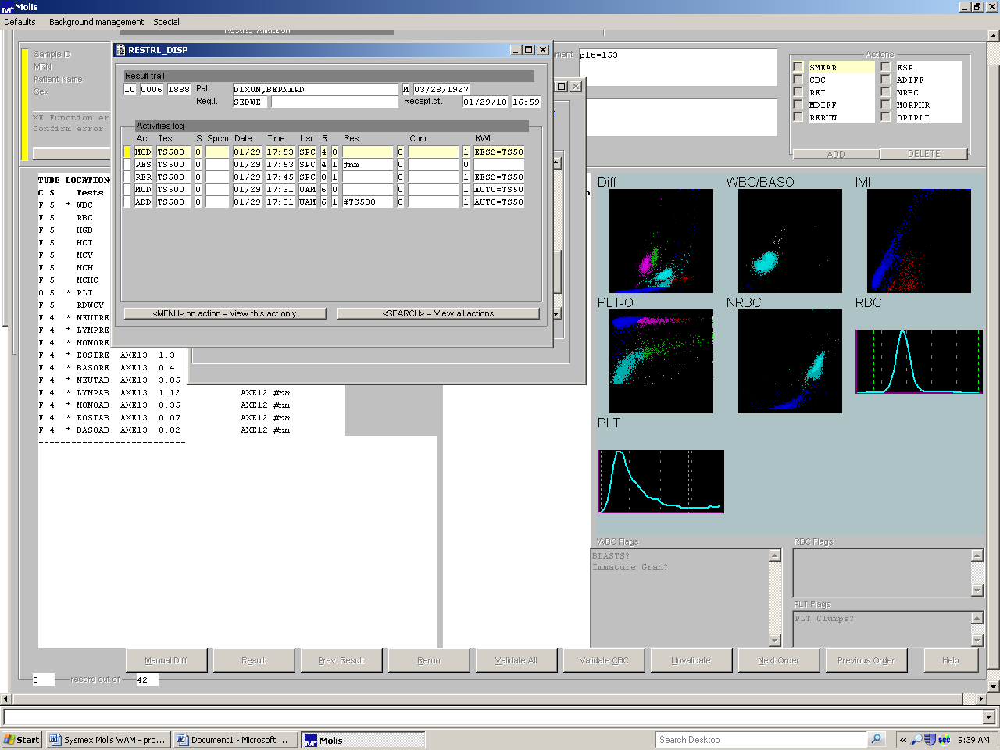 Molis
Defaults Background management Special
Results Validation
RESTRL_DISP
Sample ID
MRN
Patient Name
Sex
XE Function er
Confirm error
ment plt=153
Actions
SMEAR ESR
CBC ADIFF
RET NRBC
MDIFF MORPHR
RERUN OPTPLT
ADD DELETE
Result trail
10 0006 1888 Pat. DIXON,BERNARD M 03/28/1927
Req.l. SEDWE Recept.dt. 01/29/10 16:59
Activities log
Act Test S Spcm Date Time Usr R Res. Com. KWL
MOD TS500 0 01/29 17:53 SPC 4 0 0 1 EESS=TS50
RES TS500 0 01/29 17:53 SPC 4 1 #nm 0 0
RER TS500 0 01/29 17:45 SPC 0 1 0 1 EESS=TS50
MOD TS500 0 01/29 17:31 WAM 6 0 0 1 AUTO=TS50
ADD TS500 0 01/29 17:31 WAM 6 1 #TS500 0 1 AUTO=TS50
<MENU> on action = view this act.only <SEARCH> = View all actions
TUBE LOCATION=
C S Tests
F 5 * WBC
F 5 RBC
F 5 HGB
F 5 HCT
F 5 MCV
F 5 MCH
F 5 MCHC
O 5 * PLT
F 5 RDWCV
F 4 * NEUTRE
F 4 * LYMPRE
F 4 * MONORE
F 4 * EOSIRE AXE13 1.3
F 4 * BASORE AXE13 0.4
F 4 * NEUTAB AXE13 3.85
F 4 * LYMPAB AXE13 1.12 AXE12 #nm
F 4 * MONOAB AXE13 0.35 AXE12 #nm
F 4 * EOSIAB AXE13 0.07 AXE12 #nm
F 4 * BASOAB AXE13 0.02 AXE12 #nm
---------------------------
Diff WBC/BASO IMI
PLT-O NRBC RBC
PLT
WBC Flags RBC Flags
BLASTS?
Immature Gran?
PLT Flags
PLT Clumps?
Manual Diff Result Prev. Result Rerun Validate All Validate CBC Unvalidate Next Order Previous Order Help
8 record out of 42
Start Sysmex Molis WAM - pro... Document1 - Microsoft ... Molis Search Desktop « 9:39 AM